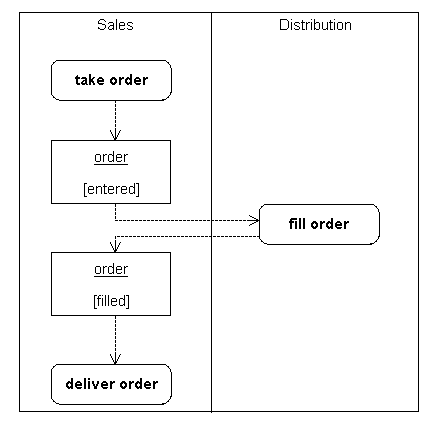 Sales
Distribution
take order
order
[entered]
fill order
order
[filled]
deliver order